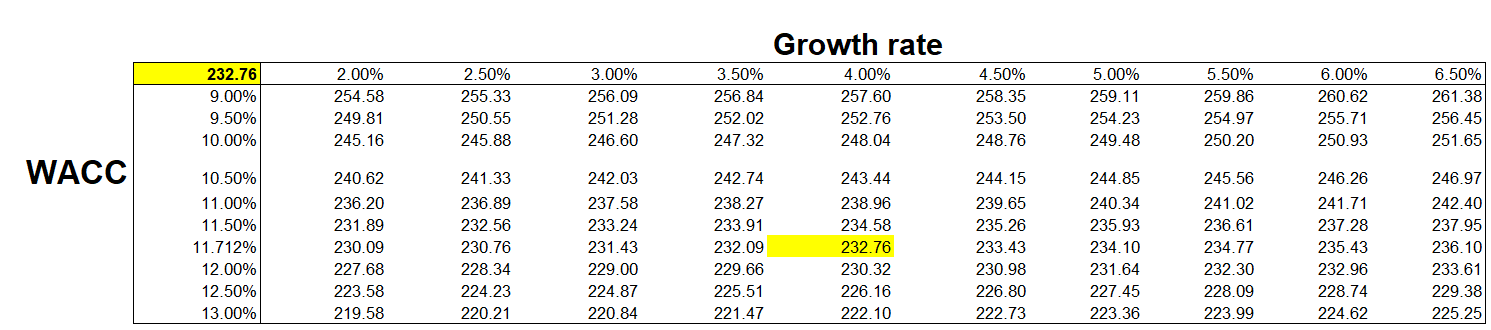 Growth rate
232.76 2.00% 2.50% 3.00% 3.50% 4.00% 4.50% 5.00% 5.50% 6.00% 6.50%
9.00% 254.58 255.33 256.09 256.84 257.60 258.35 259.11 259.86 260.62 261.38
9.50% 249.81 250.55 251.28 252.02 252.76 253.50 254.23 254.97 255.71 256.45
10.00% 245.16 245.88 246.60 247.32 248.04 248.76 249.48 250.20 250.93 251.65
WACC
10.50% 240.62 241.33 242.03 242.74 243.44 244.15 244.85 245.56 246.26 246.97
11.00% 236.20 236.89 237.58 238.27 238.96 239.65 240.34 241.02 241.71 242.40
11.50% 231.89 232.56 233.24 233.91 234.58 235.26 235.93 236.61 237.28 237.95
11.712% 230.09 230.76 231.43 232.09 232.76 233.43 234.10 234.77 235.43 236.10
12.00% 227.68 228.34 229.00 229.66 230.32 230.98 231.64 232.30 232.96 233.61
12.50% 223.58 224.23 224.87 225.51 226.16 226.80 227.45 228.09 228.74 229.38
13.00% 219.58 220.21 220.84 221.47 222.10 222.73 223.36 223.99 224.62 225.25